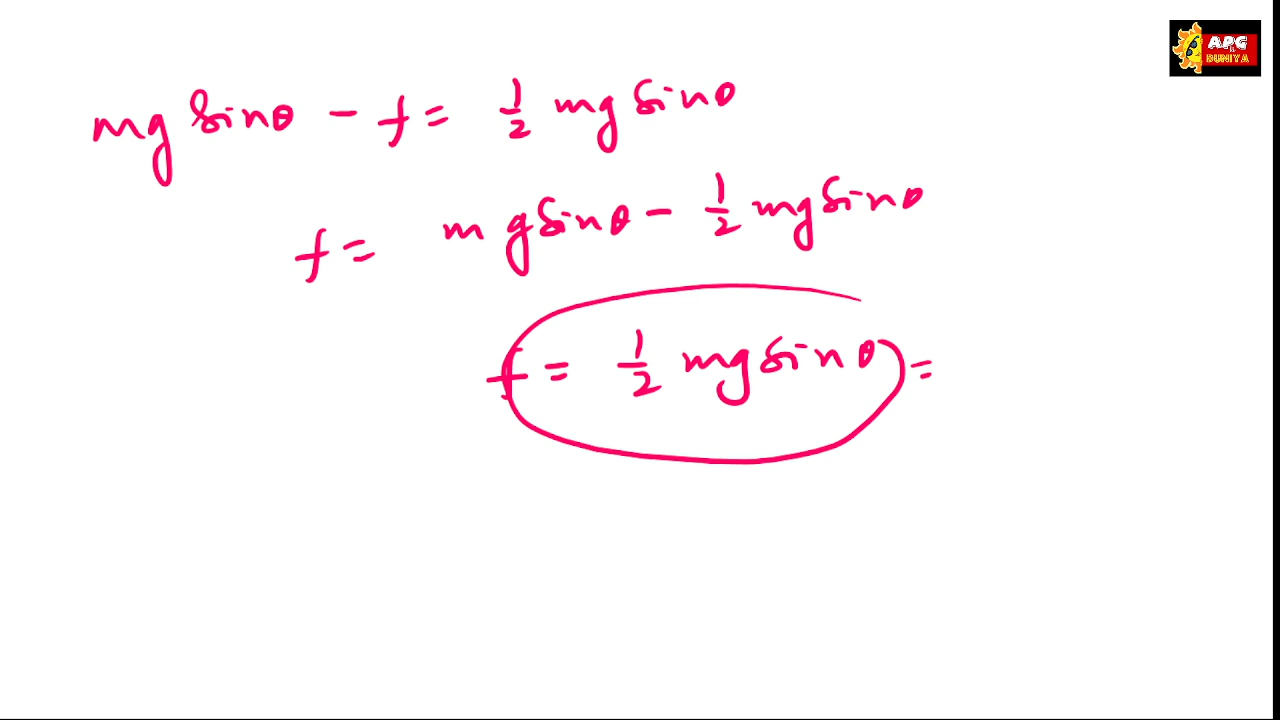 APG
DUNIYA
mg sinθ - f = 1/2 mg sinθ
f = mg sinθ - 1/2 mg sinθ
f = 1/2 mg sinθ =